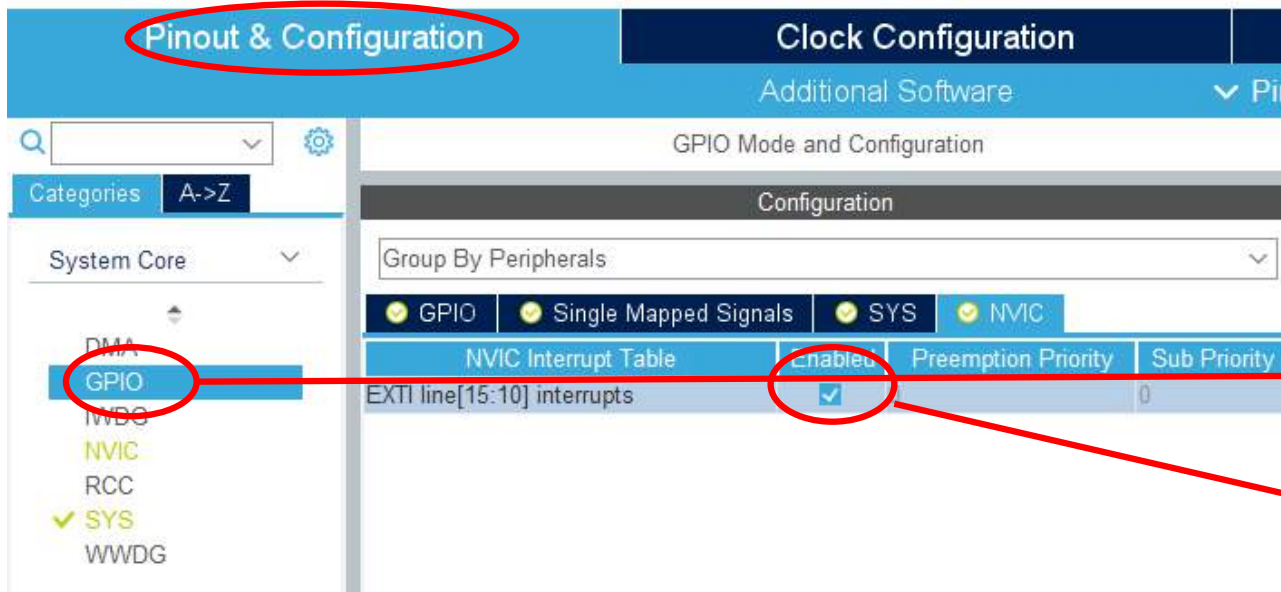 Pinout & Configuration
Clock Configuration
Additional Software
GPIO Mode and Configuration
Categories
A->Z
Configuration
System Core
Group By Peripherals
GPIO
Single Mapped Signals
SYS
NVIC
DMA
NVIC Interrupt Table
Enabled
Preemption Priority
Sub Priority
GPIO
EXTI line[15:10] interrupts
0
IWDG
NVIC
RCC
SYS
WWDG